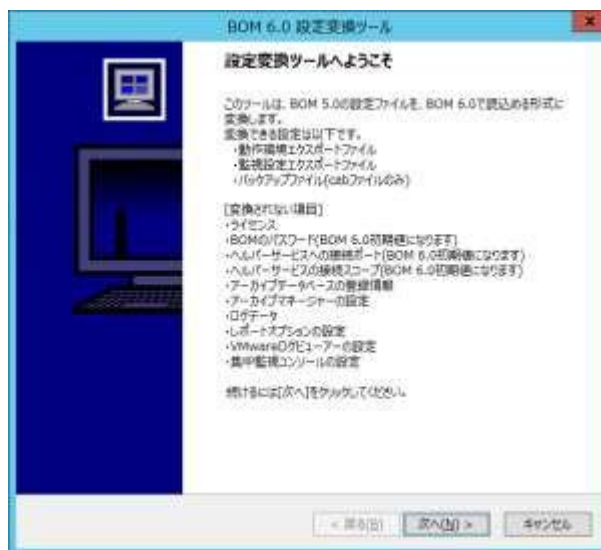 BOM 6.0 設定変換ツール
設定変換ツールへようこそ
このツールは、BOM 5.0の設定ファイルを、BOM 6.0で読込める形式に
変換します。
変換できる設定は以下です。
・動作環境エクスポートファイル
・監視設定エクスポートファイル
・バックアップファイル(cabファイルのみ)
[変換されない項目]
・ライセンス
・BOMのパスワード(BOM 6.0初期値になります)
・ヘルパーサービスへの接続ポート(BOM 6.0初期値になります)
・ヘルパーサービスの接続スコープ(BOM 6.0初期値になります)
・アーカイブデータベースの登録情報
・アーカイブマネージャーの設定
・ログデータ
・レポートオプションの設定
・VMwareログビューアーの設定
・集中監視コンソールの設定
続けるには[次へ]をクリックしてください。
< 戻る(B) 次へ(N) > キャンセル